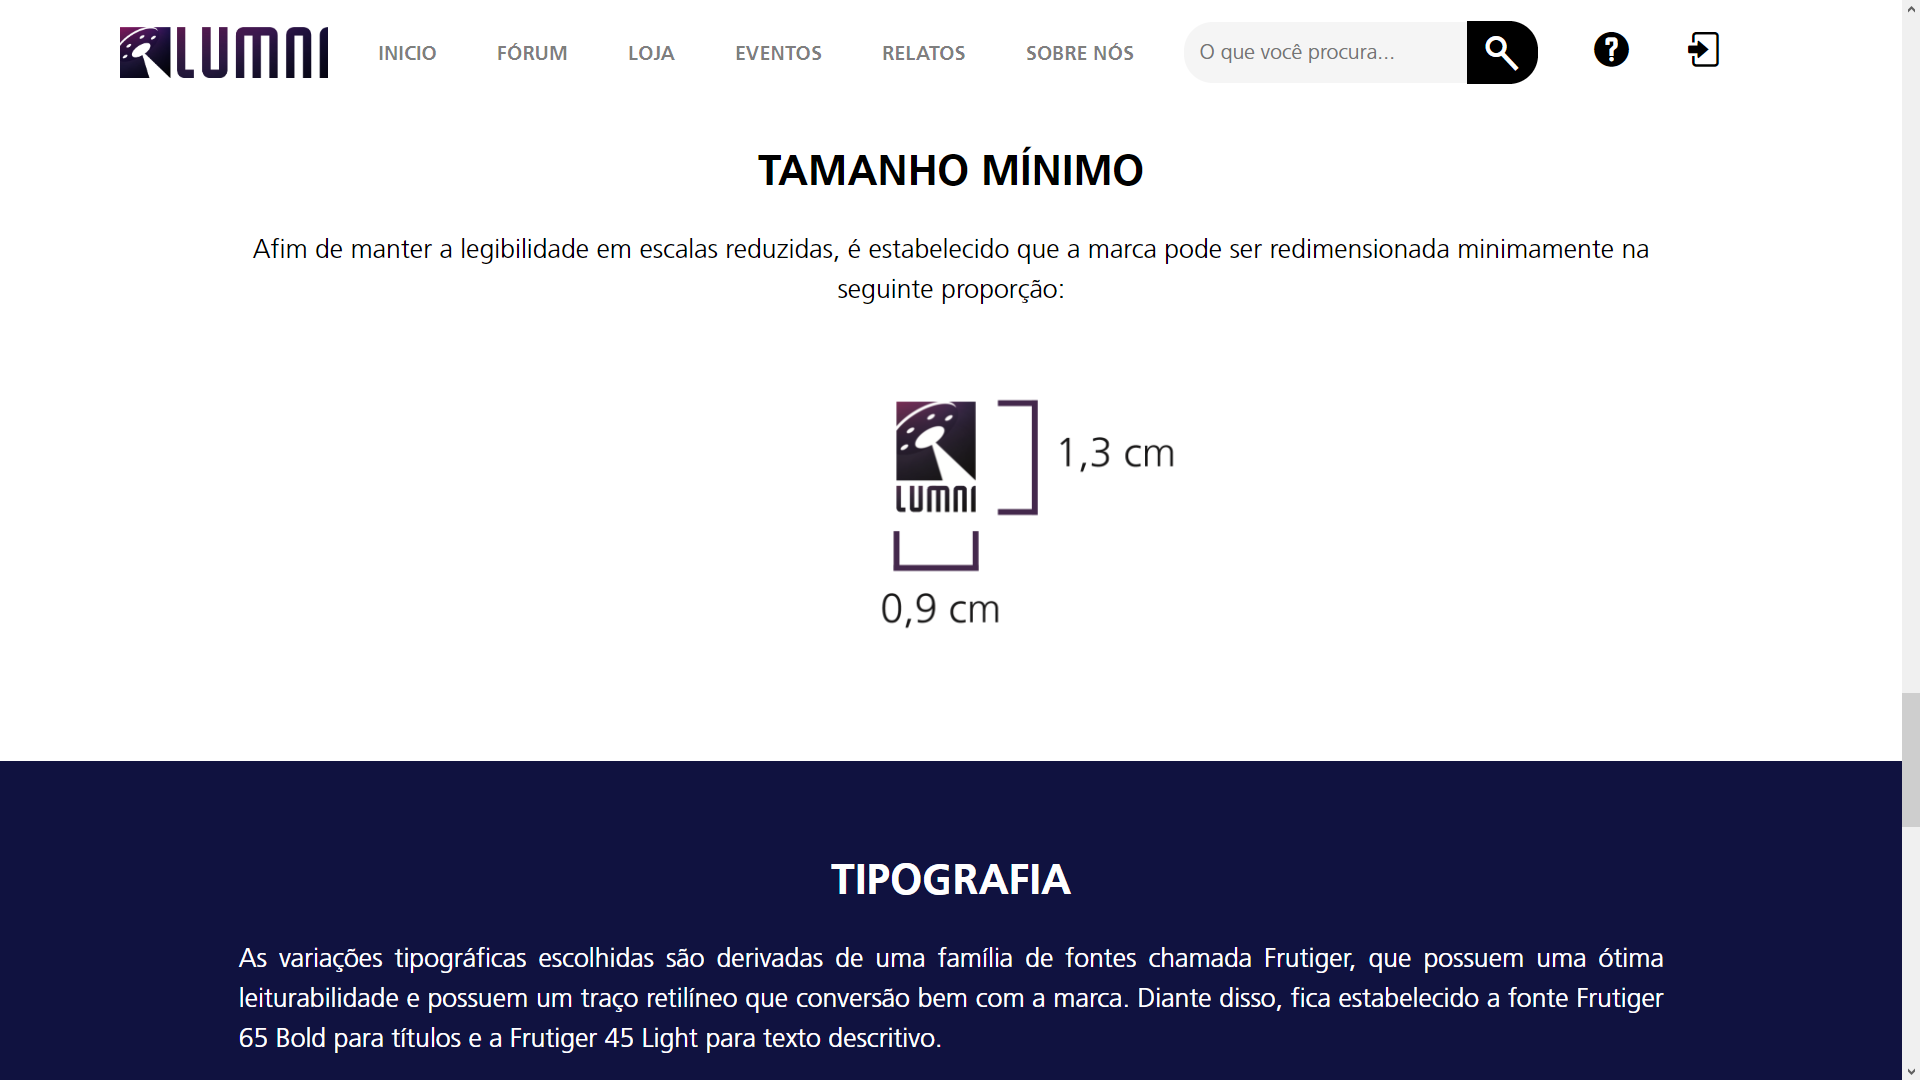 LUMNI INICIO FÓRUM LOJA EVENTOS RELATOS SOBRE NÓS O que você procura... ?
TAMANHO MÍNIMO
Afim de manter a legibilidade em escalas reduzidas, é estabelecido que a marca pode ser redimensionada minimamente na
seguinte proporção:
1,3 cm
LUMNI
0,9 cm
TIPOGRAFIA
As variações tipográficas escolhidas são derivadas de uma família de fontes chamada Frutiger, que possuem uma ótima
leiturabilidade e possuem um traço retilíneo que conversão bem com a marca. Diante disso, fica estabelecido a fonte Frutiger
65 Bold para títulos e a Frutiger 45 Light para texto descritivo.